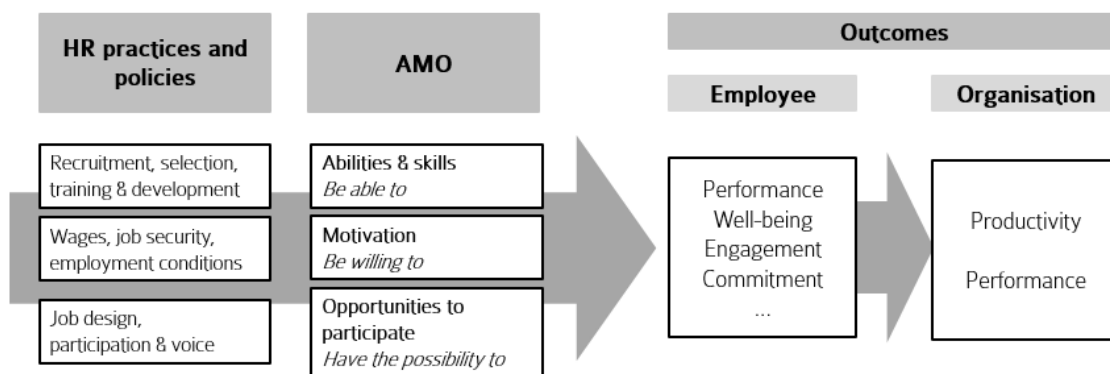 HR practices and
policies
AMO
Outcomes
Employee
Organisation
Recruitment, selection,
training & development
Abilities & skills
Be able to
Wages, job security,
employment conditions
Motivation
Be willing to
Job design,
participation & voice
Opportunities to
participate
Have the possibility to
Performance
Well-being
Engagement
Commitment
...
Productivity
Performance